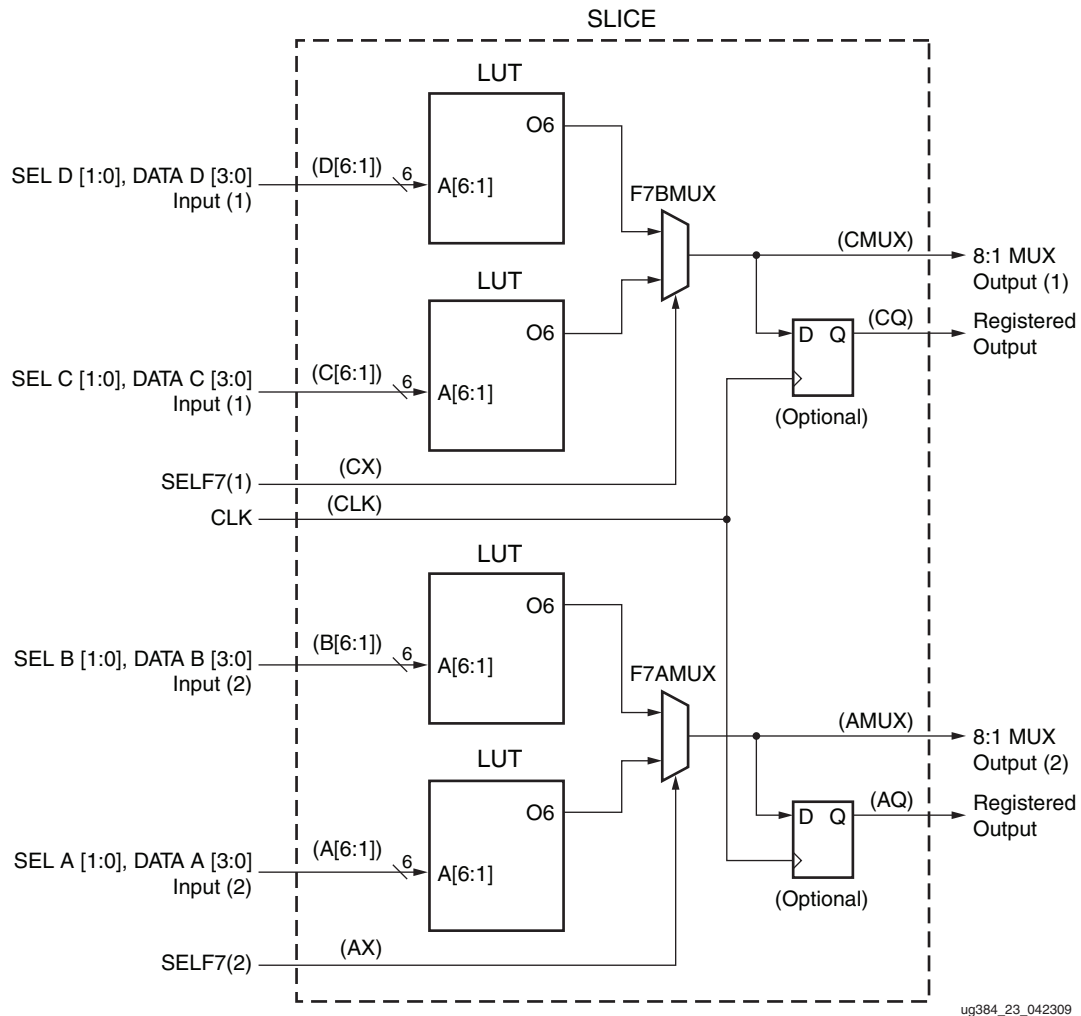 SLICE
LUT
O6
SEL D [1:0], DATA D [3:0]
Input (1)
(D[6:1])
6
A[6:1]
F7BMUX
LUT
O6
(CMUX)
8:1 MUX
Output (1)
D Q
(CQ)
Registered
Output
SEL C [1:0], DATA C [3:0]
Input (1)
(C[6:1])
6
A[6:1]
(Optional)
SELF7(1)
(CX)
CLK
(CLK)
LUT
O6
SEL B [1:0], DATA B [3:0]
Input (2)
(B[6:1])
6
A[6:1]
F7AMUX
LUT
O6
(AMUX)
8:1 MUX
Output (2)
D Q
(AQ)
Registered
Output
SEL A [1:0], DATA A [3:0]
Input (2)
(A[6:1])
6
A[6:1]
(Optional)
SELF7(2)
(AX)
ug384_23_042309